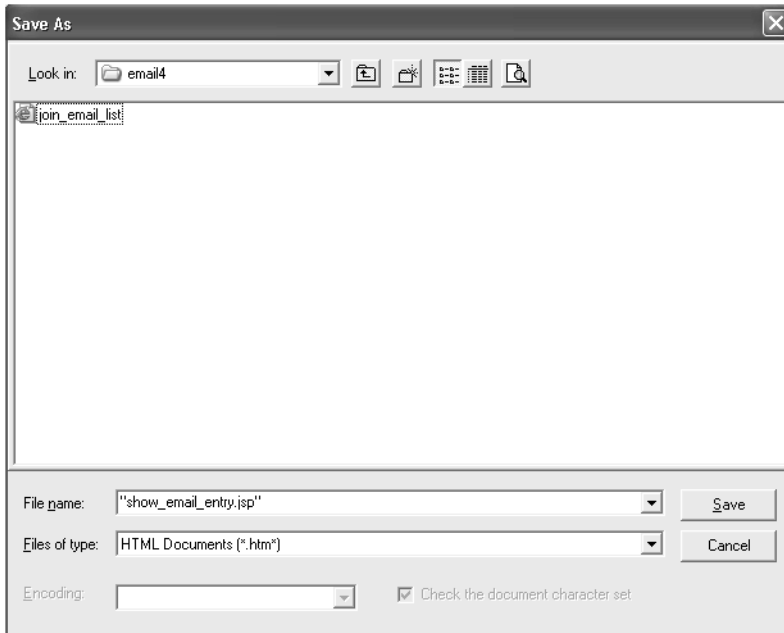 Save As
Look in: email4
join_email_list
File name: "show_email_entry.jsp" Save
Files of type: HTML Documents (*.htm*) Cancel
Encoding: Check the document character set